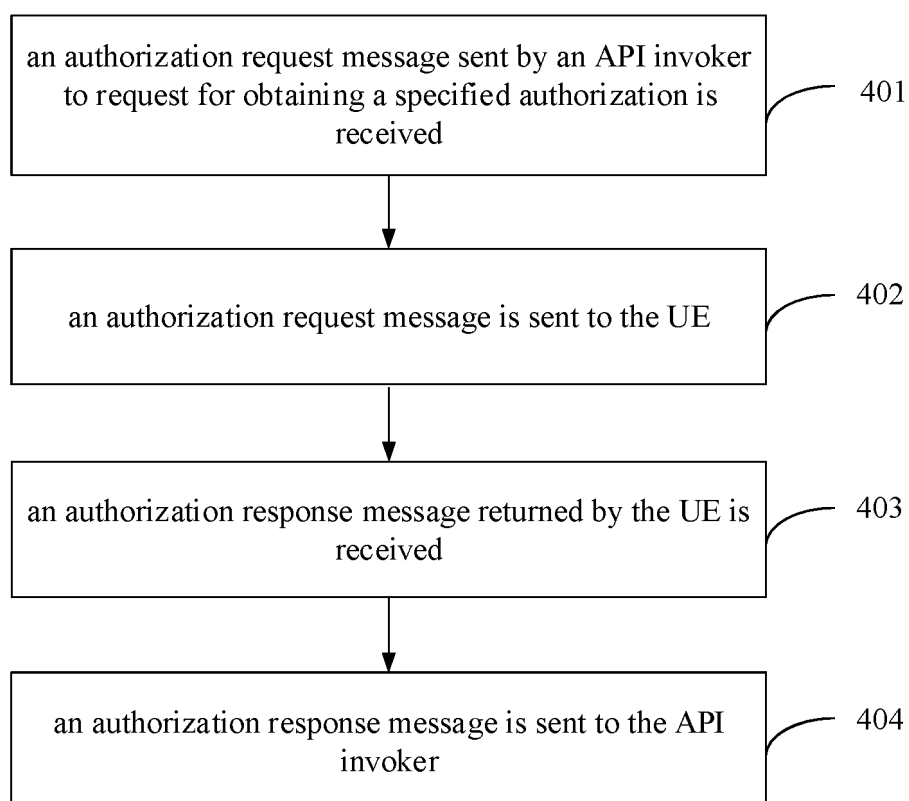 an authorization request message sent by an API invoker
to request for obtaining a specified authorization is
received
401
an authorization request message is sent to the UE
402
an authorization response message returned by the UE is
received
403
an authorization response message is sent to the API
invoker
404